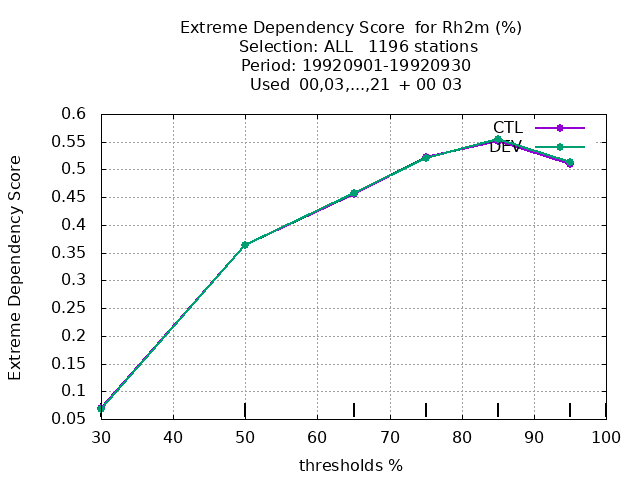 Extreme Dependency Score  for Rh2m (%)
Selection: ALL   1196 stations
Period: 19920901-19920930
Used  00,03,...,21  + 00 03
0.6
0.55
0.5
0.45
0.4
0.35
0.3
0.25
0.2
0.15
0.1
0.05
Extreme Dependency Score
CTL
DEV
30 40 50 60 70 80 90 100
thresholds %